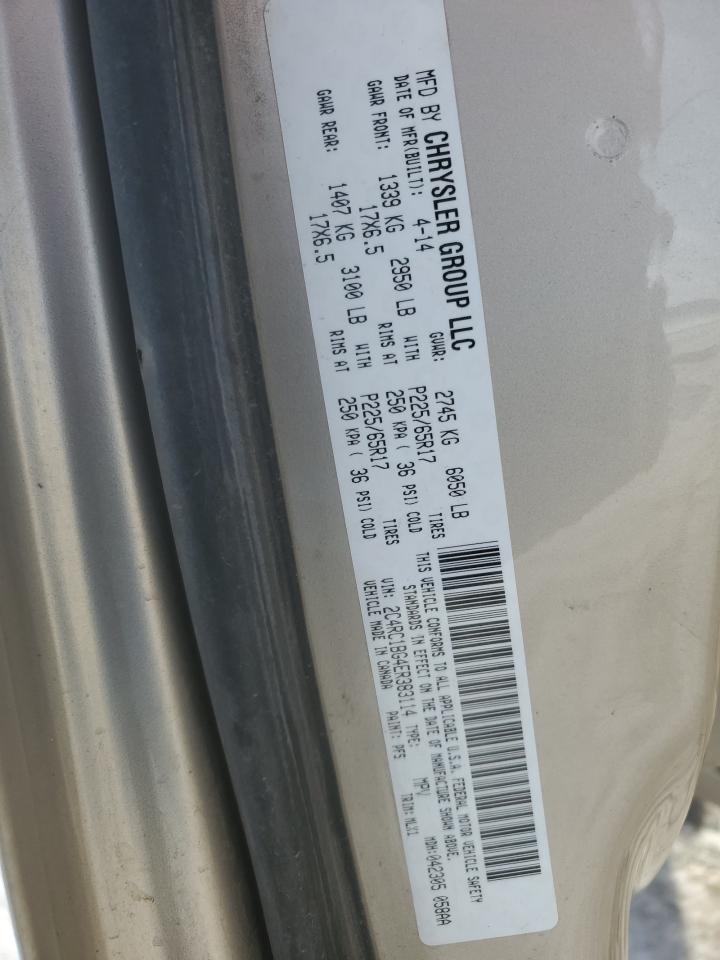 MFD BY CHRYSLER GROUP LLC
DATE OF MFR(BUILT): 4-14 GVWR: 2745 KG 6050 LB
GAWR FRONT: 1339 KG 2950 LB WITH P225/65R17 TIRES
17X6.5 RIMS AT 250 KPA ( 36 PSI) COLD
GAWR REAR: 1407 KG 3100 LB WITH P225/65R17 TIRES
17X6.5 RIMS AT 250 KPA ( 36 PSI) COLD
THIS VEHICLE CONFORMS TO ALL APPLICABLE U.S.A. FEDERAL MOTOR VEHICLE SAFETY
STANDARDS IN EFFECT ON THE DATE OF MANUFACTURE SHOWN ABOVE.
VIN: 2C4RC1BG4ER383114 TYPE: MPV MDH:042305 058AA
VEHICLE MADE IN CANADA PAINT: PFS TRIM:MLX1